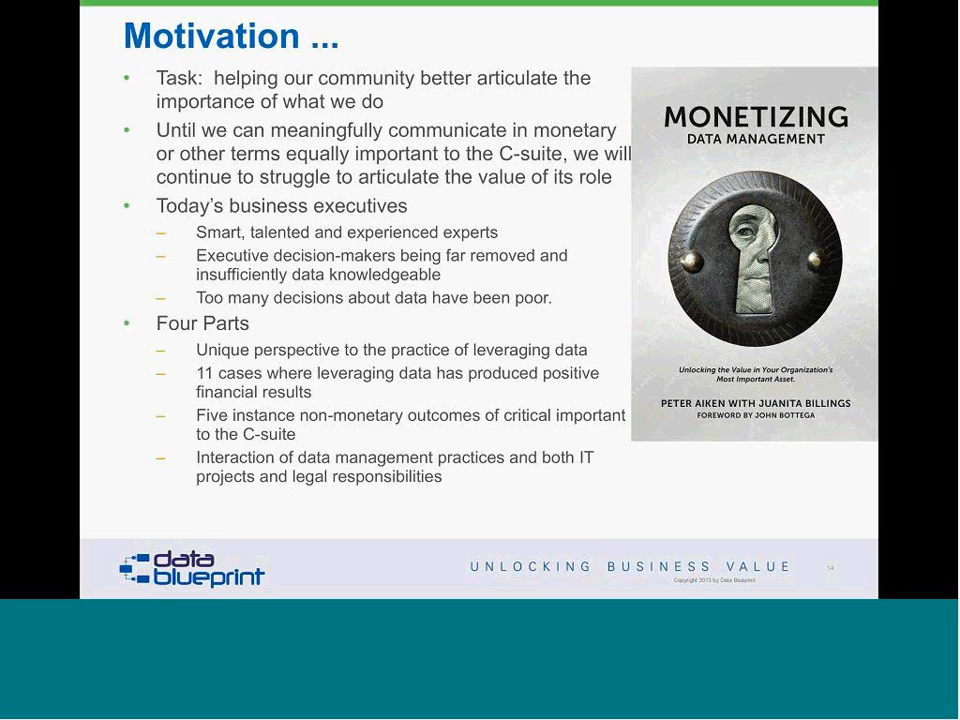 Motivation ...
• Task: helping our community better articulate the
importance of what we do
• Until we can meaningfully communicate in monetary
or other terms equally important to the C-suite, we will
continue to struggle to articulate the value of its role
• Today's business executives
– Smart, talented and experienced experts
– Executive decision-makers being far removed and
insufficiently data knowledgeable
– Too many decisions about data have been poor.
• Four Parts
– Unique perspective to the practice of leveraging data
– 11 cases where leveraging data has produced positive
financial results
– Five instance non-monetary outcomes of critical important
to the C-suite
– Interaction of data management practices and both IT
projects and legal responsibilities
MONETIZING
DATA MANAGEMENT
Unlocking the Value in Your Organization's
Most Important Asset.
PETER AIKEN WITH JUANITA BILLINGS
FOREWORD BY JOHN BOTTEGA
data
blueprint
UNLOCKING BUSINESS VALUE
14
Copyright 2013 by Data Blueprint